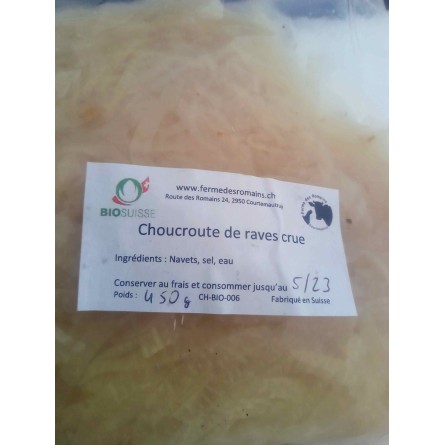 www.fermedesromains.ch
Route des Romains 24, 2950 Courtemautruy
BIOSUISSE
Choucroute de raves crue
Ingrédients : Navets, sel, eau
Conserver au frais et consommer jusqu'au 5/23
Poids : 450g CH-BIO-006 Fabriqué en Suisse